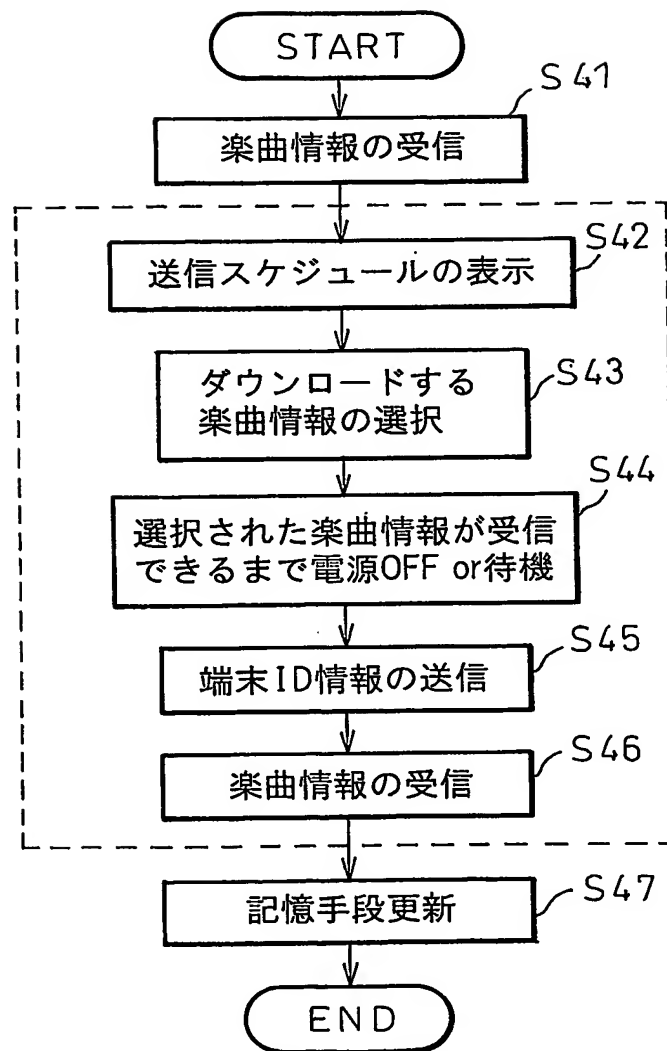 START
S41
楽曲情報の受信
S42
送信スケジュールの表示
S43
ダウンロードする
楽曲情報の選択
S44
選択された楽曲情報が受信
できるまで電源OFF or待機
S45
端末ID情報の送信
S46
楽曲情報の受信
S47
記憶手段更新
END